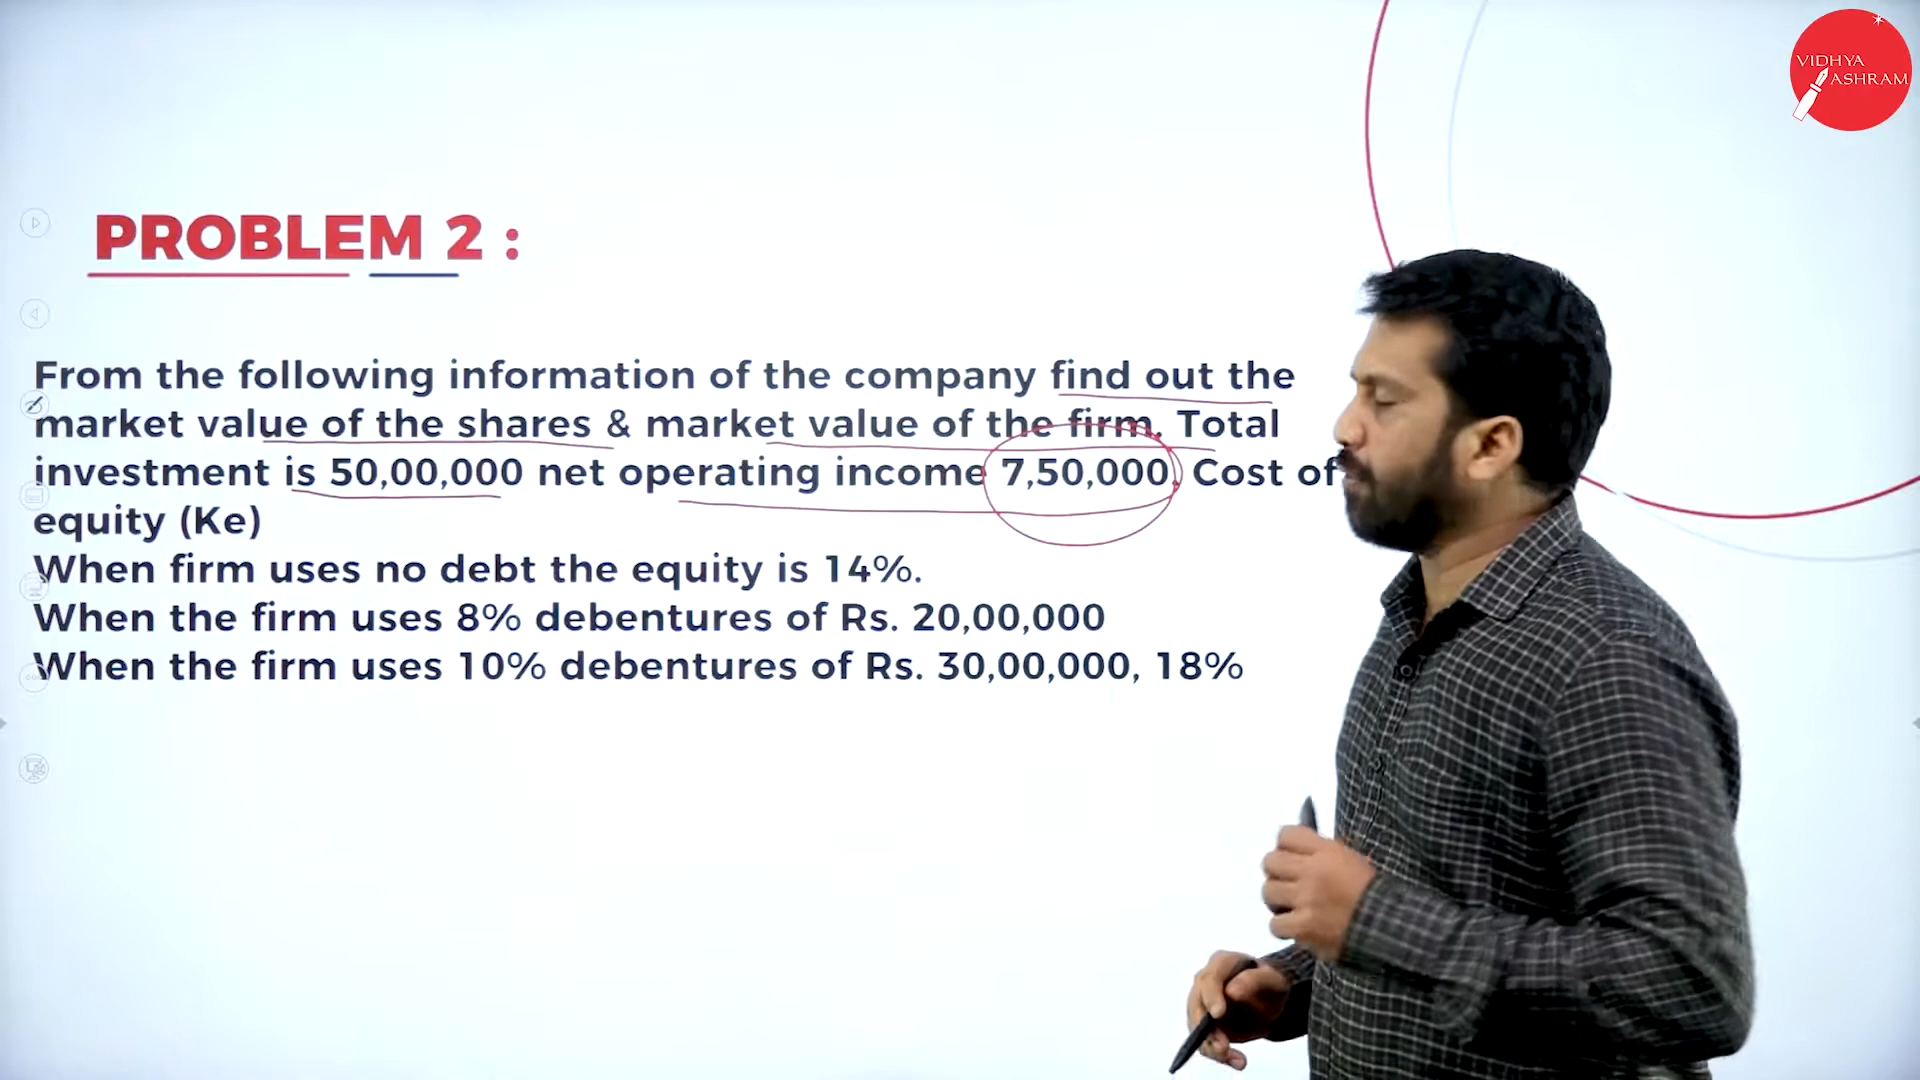 VIDHYA
ASHRAM
PROBLEM 2 :
From the following information of the company find out the
market value of the shares & market value of the firm. Total
investment is 50,00,000 net operating income 7,50,000. Cost of
equity (Ke)
When firm uses no debt the equity is 14%.
When the firm uses 8% debentures of Rs. 20,00,000
When the firm uses 10% debentures of Rs. 30,00,000, 18%